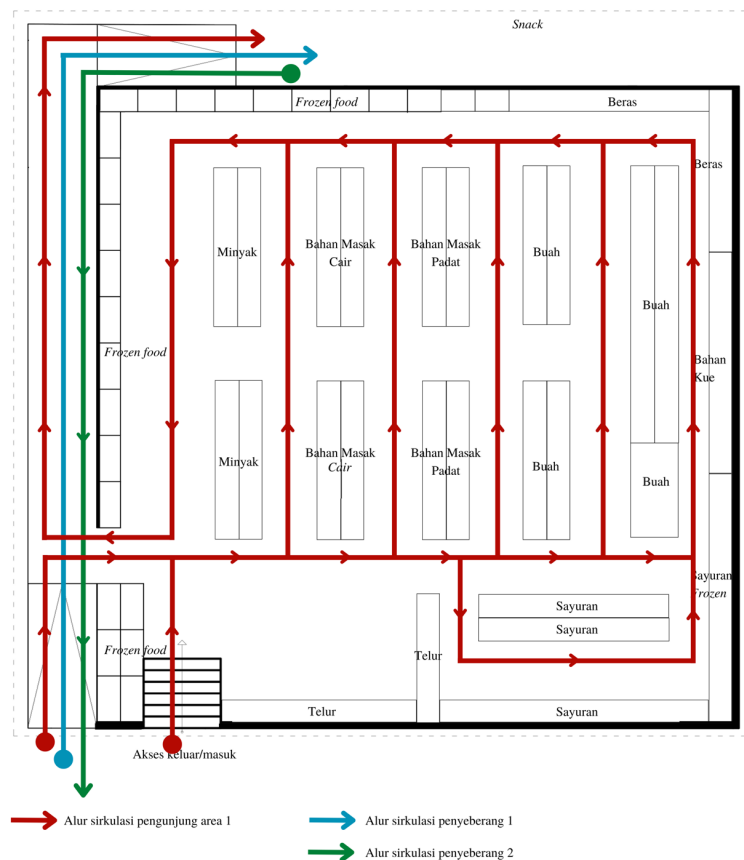 Snack
Frozen food
Beras
Beras
Minyak
Bahan Masak
Cair
Bahan Masak
Padat
Buah
Buah
Frozen food
Bahan
Kue
Minyak
Bahan Masak
Cair
Bahan Masak
Padat
Buah
Buah
Sayuran
Frozen
Sayuran
Sayuran
Frozen food
Telur
Telur
Sayuran
Akses keluar/masuk
Alur sirkulasi pengunjung area 1
Alur sirkulasi penyeberang 1
Alur sirkulasi penyeberang 2